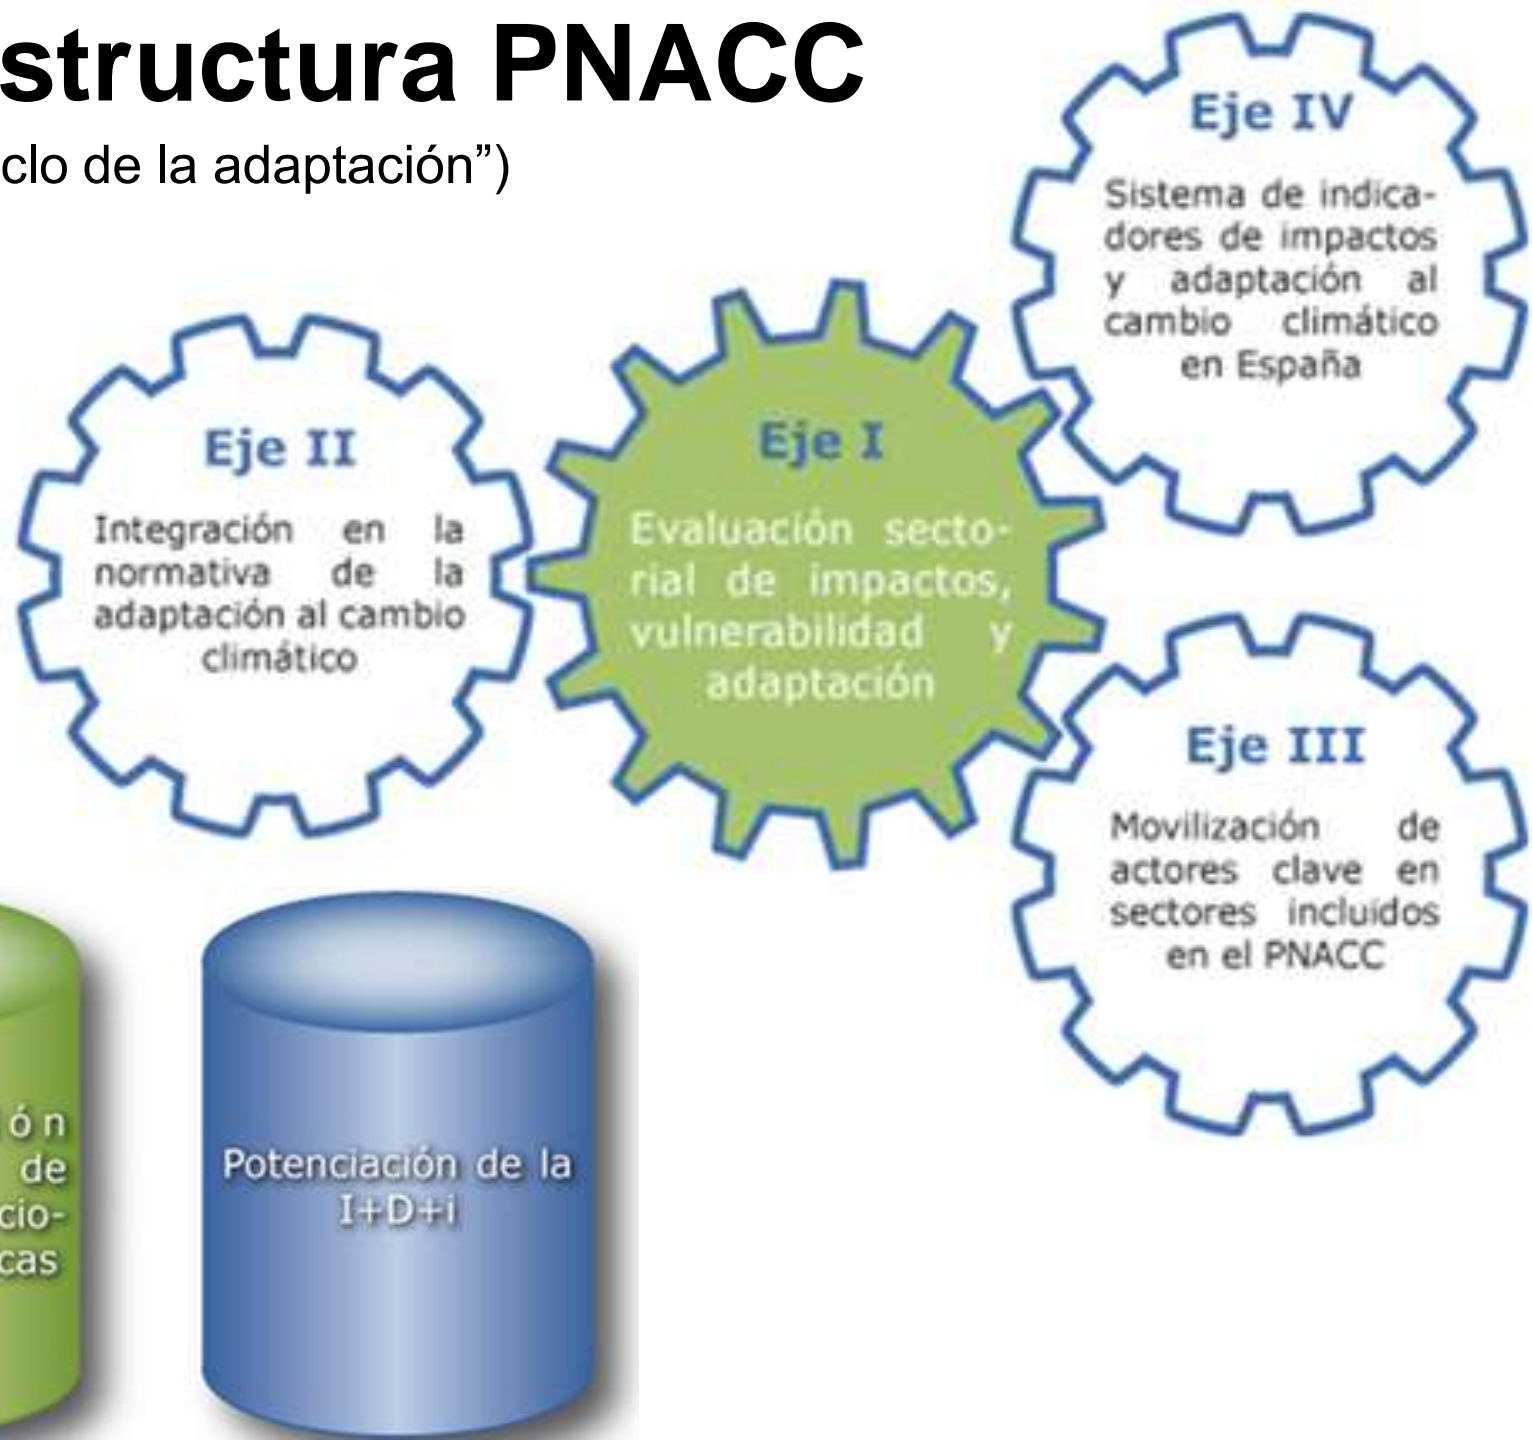 structura PNACC
clo de la adaptación”)
Eje IV
Sistema de indica-
dores de impactos
y adaptación al
cambio climático
en España
Eje II
Integración en la
normativa de la
adaptación al cambio
climático
Eje I
Evaluación secto-
rial de impactos,
vulnerabilidad y
adaptación
Eje III
Movilización de
actores clave en
sectores incluidos
en el PNACC
ón
de
cio-
cas
Potenciación de la
I+D+i